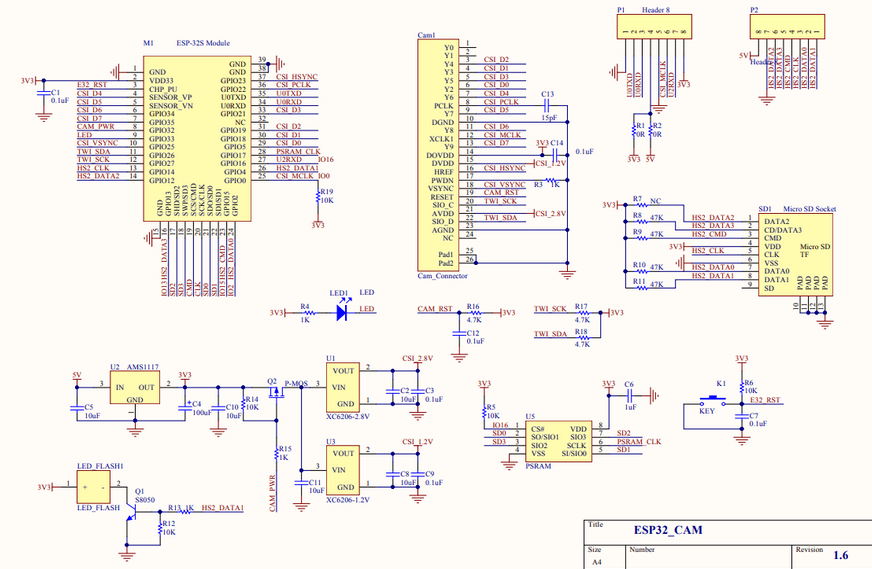 M1 ESP-32S Module
GND
VDD33
CHP_PU
SENSOR_VP
SENSOR_VN
GPIO34
GPIO35
GPIO32
GPIO33
GPIO25
GPIO26
GPIO27
GPIO14
GPIO12
1
2
3
4
5
6
7
8
9
10
11
12
13
14
3V3
C1
0.1uF
E32_RST
CSI_D4
CSI_D5
CSI_D6
CSI_D7
CAM_PWR
LED
CSI_VSYNC
TWI_SDA
TWI_SCK
HS2_CLK
HS2_DATA2
GND
GND
GPIO23
GPIO22
U0TXD
U0RXD
GPIO21
NC
GPIO19
GPIO18
GPIO5
GPIO17
GPIO16
GPIO4
GPIO0
39
38
37
36
35
34
33
32
31
30
29
28
27
26
25
CSI_HSYNC
CSI_PCLK
U0TXD
U0RXD
CSI_D3
CSI_D2
CSI_D1
CSI_D0
PSRAM_CLK
U2RXD IO16
HS2_DATA1
CSI_MCLK IO0
R19
10K
3V3
GND
GPIO13
SHD/SD2
SWP/SD3
SCS/CMD
SCK/CLK
SDO/SD0
SDI/SD1
GPIO15
GPIO2
15
16
17
18
19
20
21
22
23
24
IO13 HS2_DATA3
SD2
SD3
CMD
CLK
SD0
SD1
IO15 HS2_CMD
IO2 HS2_DATA0
Cam1
Y0
Y1
Y4
Y3
Y5
Y2
Y6
PCLK
Y7
DGND
Y8
XCLK1
Y9
DOVDD
DVDD
HREF
PWDN
VSYNC
RESET
SIO_C
AVDD
SIO_D
AGND
NC
Pad1
Pad2
1
2
3
4
5
6
7
8
9
10
11
12
13
14
15
16
17
18
19
20
21
22
23
24
25
26
Cam_Connector
CSI_D2
CSI_D1
CSI_D3
CSI_D0
CSI_D4
CSI_PCLK
CSI_D5
CSI_D6
CSI_MCLK
CSI_D7
C13
15pF
3V3 C14
0.1uF
CSI_1.2V
CSI_HSYNC
R3 1K
CSI_VSYNC
CAM_RST
TWI_SCK
CSI_2.8V
TWI_SDA
P1 Header 8
1
2
3
4
5
6
7
8
U0TXD
U0RXD
CSI_MCLK
U2RXD
3V3
R1
0R
R2
0R
3V3
5V
P2
8
7
6
5
4
3
2
1
5V
HS2_DATA2
HS2_DATA3
HS2_CMD
HS2_CLK
HS2_DATA0
HS2_DATA1
R7 NC
R8 47K
R9 47K
R10 47K
R11 47K
HS2_DATA2
HS2_DATA3
HS2_CMD
3V3
HS2_CLK
HS2_DATA0
HS2_DATA1
SD1 Micro SD Socket
1
2
3
4
5
6
7
8
9
DATA2
CD/DATA3
CMD
VDD
CLK
VSS
DATA0
DATA1
SD
Micro SD
TF
PAD
PAD
PAD
PAD
10
11
12
13
3V3
R4
1K
LED1
LED
LED
CAM_RST
R16
4.7K
3V3
C12
0.1uF
TWI_SCK
R17
4.7K
3V3
TWI_SDA
R18
4.7K
5V
C5
10uF
U2 AMS1117
3
IN OUT
2
GND
1
3V3
C4
100uF
C10
10uF
R14
10K
Q2
P-MOS
R15
1K
CAM_PWR
C11
10uF
U1
VOUT
VIN
GND
2
3
1
XC6206-2.8V
CSI_2.8V
C2
10uF
C3
0.1uF
U3
VOUT
VIN
GND
2
3
1
XC6206-1.2V
CSI_1.2V
C8
10uF
C9
0.1uF
3V3
R5
10K
IO16
SD0
SD3
1
2
3
4
U5
CS#
SO/SIO1
SIO2
VSS
VDD
SIO3
SCLK
SI/SIO0
8
7
6
5
PSRAM
C6
1uF
3V3
SD2
PSRAM_CLK
SD1
3V3
R6
10K
K1
KEY
E32_RST
C7
0.1uF
LED_FLASH1
3V3
1
+ -
2
LED_FLASH
Q1
S8050
R13 1K
HS2_DATA1
R12
10K
Title
ESP32_CAM
Size
A4
Number
Revision
1.6